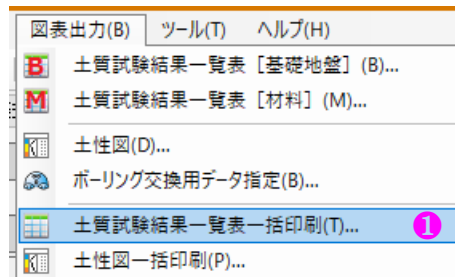 図表出力(B) ツール(T) ヘルプ(H)
B 土質試験結果一覧表［基礎地盤］(B)...
M 土質試験結果一覧表［材料］(M)...
土性図(D)...
ボーリング交換用データ指定(B)...
土質試験結果一覧表一括印刷(T)... 1
土性図一括印刷(P)...